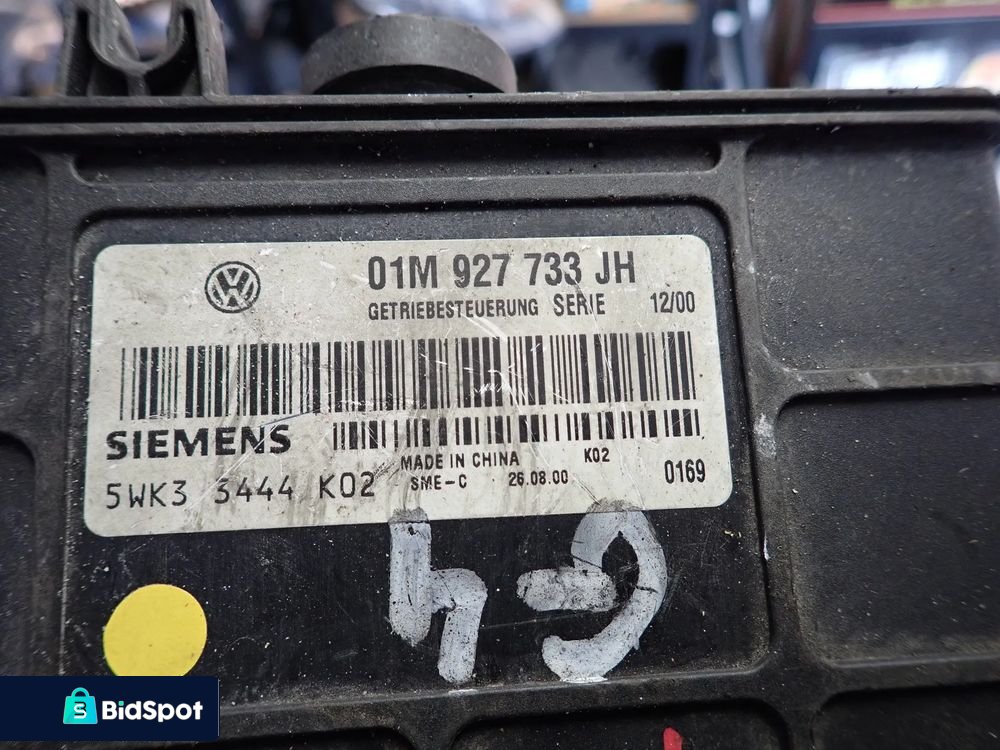 01M 927 733 JH
GETRIEBESTEUERUNG SERIE 12/00
SIEMENS
MADE IN CHINA K02
5WK3 3444 K02 SME-C 26.08.00 0169
G4
BidSpot